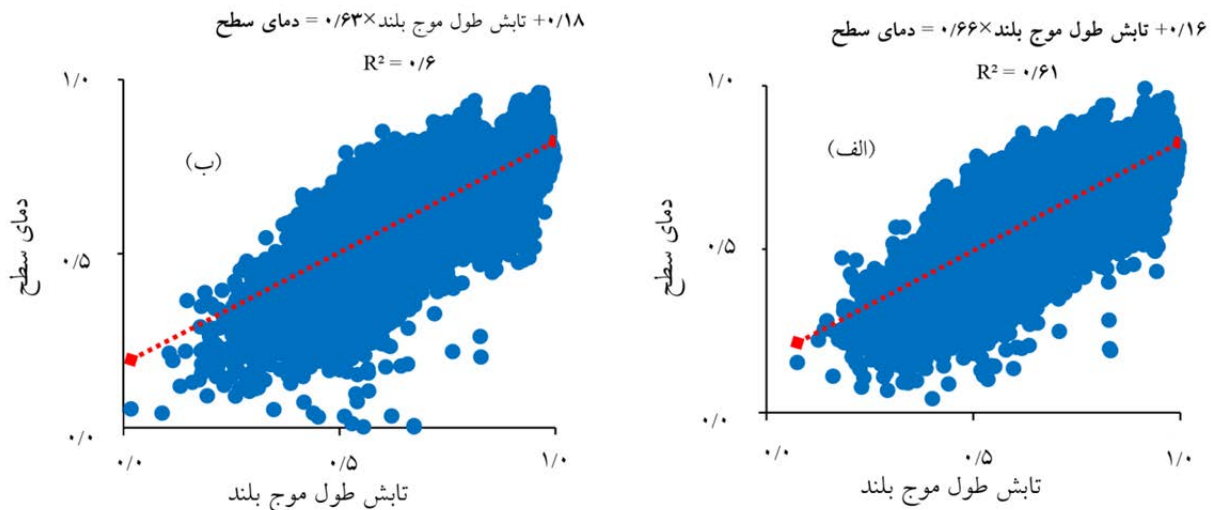 دمای سطح = ۰/۶۶×تابش طول موج بلند +۰/۱۶
R² = ۰/۶۱
(الف)
۱/۰
۰/۵
۰/۰
دمای سطح
۰/۰
۰/۵
۱/۰
تابش طول موج بلند
دمای سطح = ۰/۶۳×تابش طول موج بلند +۰/۱۸
R² = ۰/۶
(ب)
۱/۰
۰/۵
۰/۰
دمای سطح
۰/۰
۰/۵
۱/۰
تابش طول موج بلند